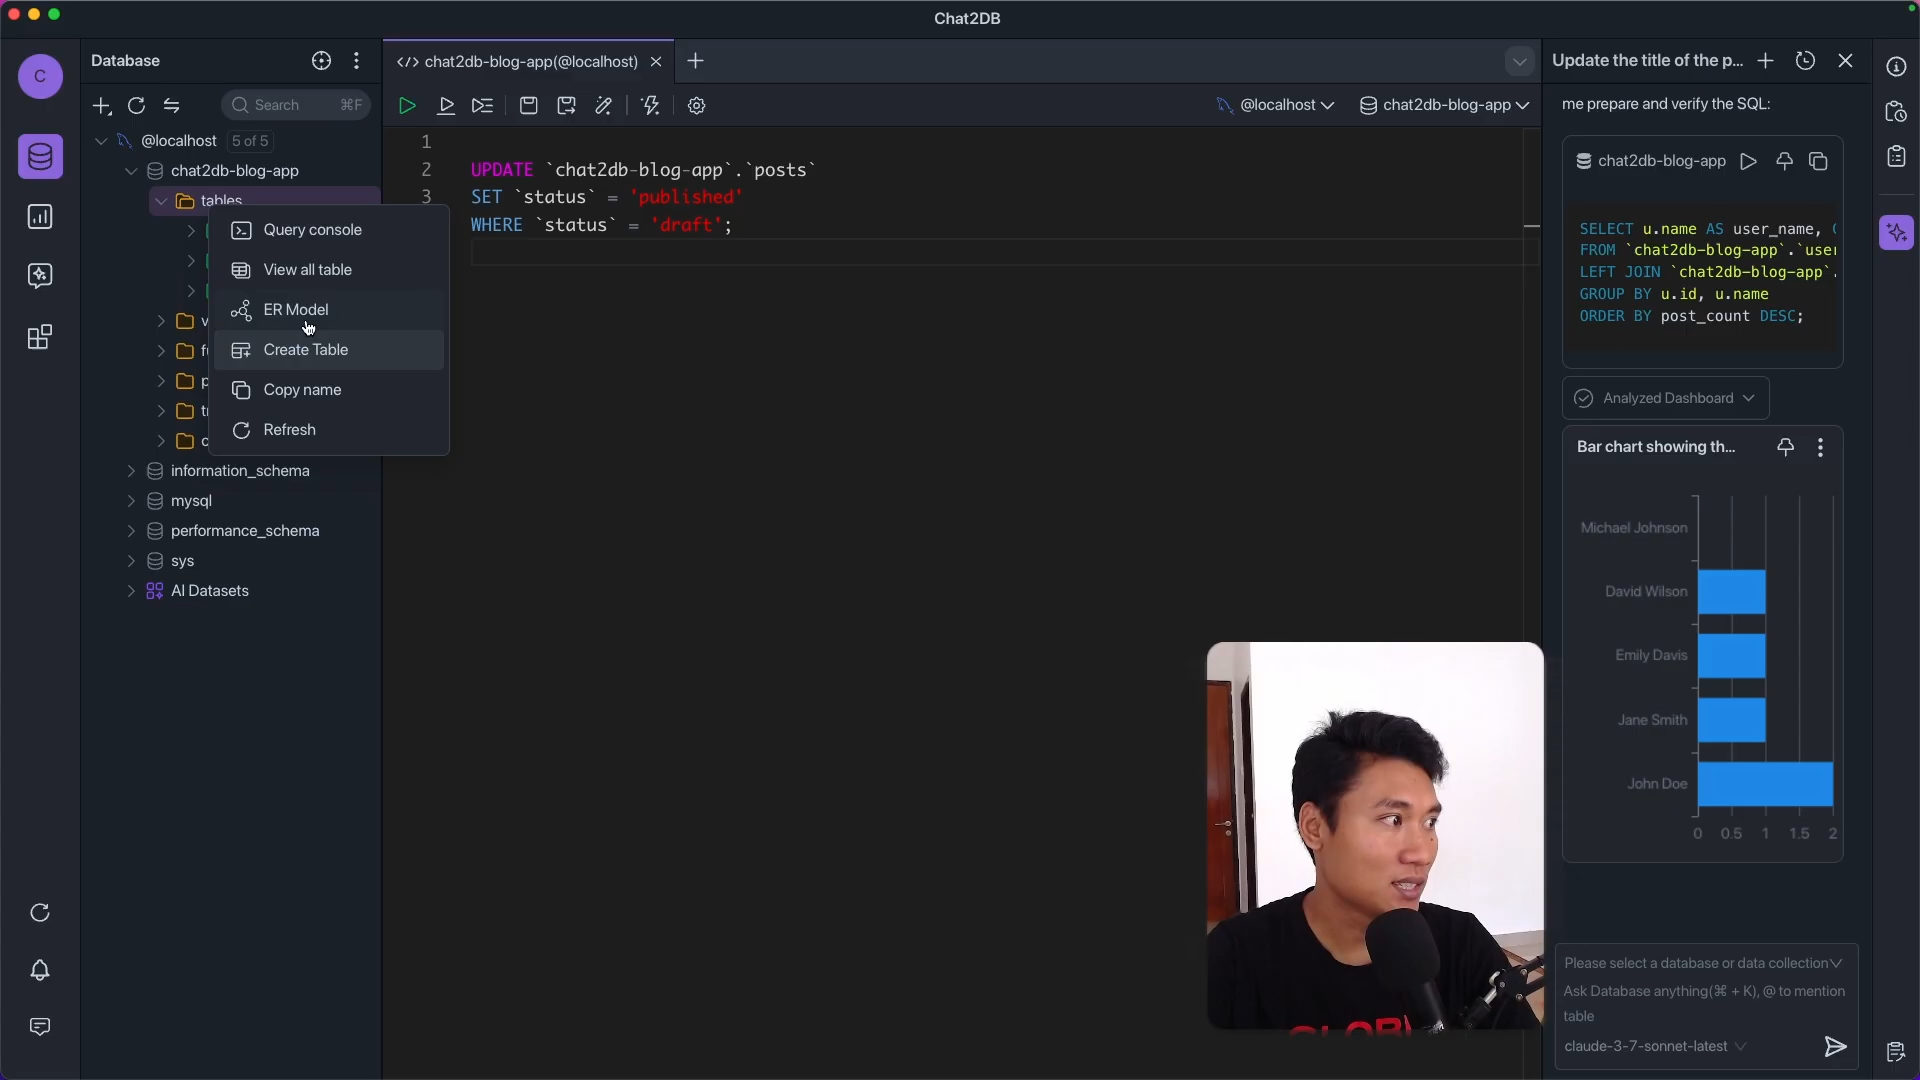 Chat2DB
C
Database
Search ⌘F
@localhost 5 of 5
chat2db-blog-app
tables
Query console
View all table
ER Model
Create Table
Copy name
Refresh
information_schema
mysql
performance_schema
sys
AI Datasets
</> chat2db-blog-app(@localhost)
@localhost
chat2db-blog-app
1
2 UPDATE `chat2db-blog-app`.`posts`
3 SET `status` = 'published'
WHERE `status` = 'draft';
Update the title of the p...
me prepare and verify the SQL:
chat2db-blog-app
SELECT u.name AS user_name,
FROM `chat2db-blog-app`.`user
LEFT JOIN `chat2db-blog-app`.
GROUP BY u.id, u.name
ORDER BY post_count DESC;
Analyzed Dashboard
Bar chart showing th...
Michael Johnson
David Wilson
Emily Davis
Jane Smith
John Doe
0 0.5 1 1.5 2
Please select a database or data collection
Ask Database anything(⌘ + K), @ to mention
table
claude-3-7-sonnet-latest